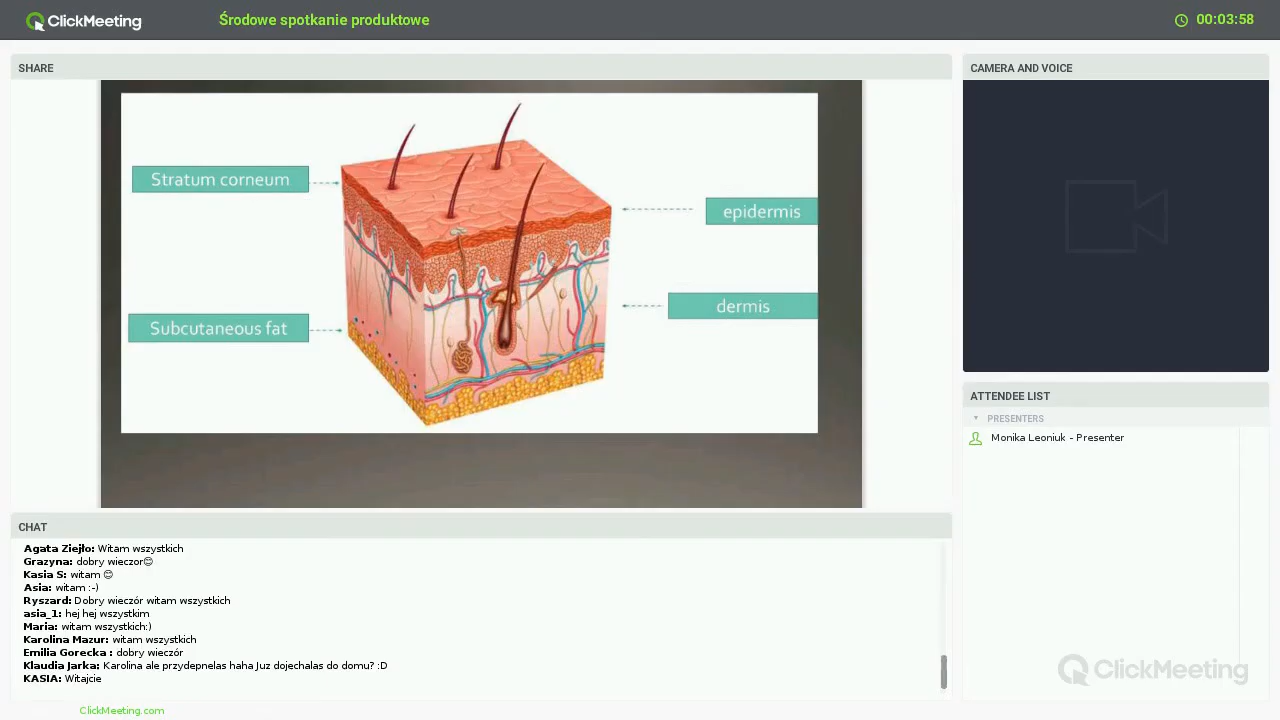 ClickMeeting
Środowe spotkanie produktowe
00:03:58
SHARE
Stratum corneum
epidermis
Subcutaneous fat
dermis
CAMERA AND VOICE
ATTENDEE LIST
PRESENTERS
Monika Leoniuk - Presenter
CHAT
Agata Ziejło: Witam wszystkich
Grazyna: dobry wieczor😊
Kasia S: witam 😊
Asia: witam :-)
Ryszard: Dobry wieczór witam wszystkich
asia_1: hej hej wszystkim
Maria: witam wszystkich:)
Karolina Mazur: witam wszystkich
Emilia Gorecka : dobry wieczór
Klaudia Jarka: Karolina ale przydepnelas haha Juz dojechalas do domu? :D
KASIA: Witajcie
ClickMeeting
ClickMeeting.com